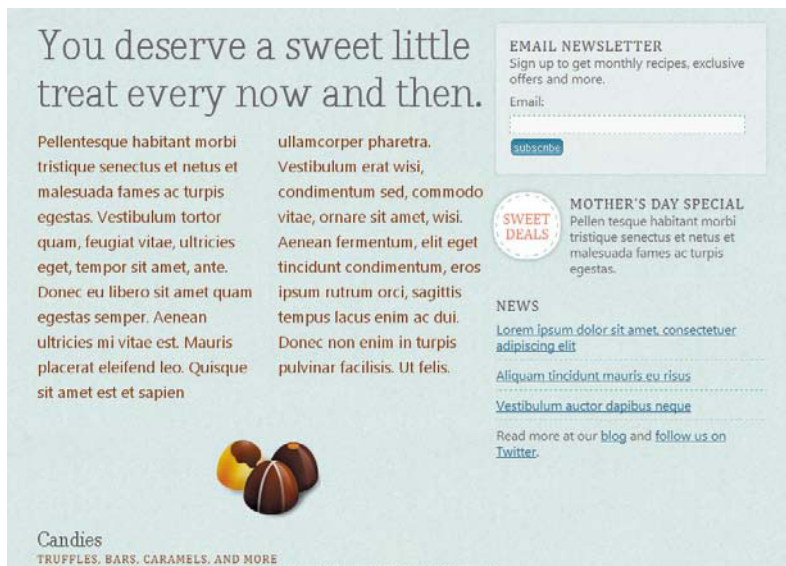 You deserve a sweet little
treat every now and then.
Pellentesque habitant morbi
tristique senectus et netus et
malesuada fames ac turpis
egestas. Vestibulum tortor
quam, feugiat vitae, ultricies
eget, tempor sit amet, ante.
Donec eu libero sit amet quam
egestas semper. Aenean
ultricies mi vitae est. Mauris
placerat eleifend leo. Quisque
sit amet est et sapien
ullamcorper pharetra.
Vestibulum erat wisi,
condimentum sed, commodo
vitae, ornare sit amet, wisi.
Aenean fermentum, elit eget
tincidunt condimentum, eros
ipsum rutrum orci, sagittis
tempus lacus enim ac dui.
Donec non enim in turpis
pulvinar facilisis. Ut felis.
Candies
TRUFFLES, BARS, CARAMELS, AND MORE
EMAIL NEWSLETTER
Sign up to get monthly recipes, exclusive
offers and more.
Email:
subscribe
SWEET
DEALS
MOTHER'S DAY SPECIAL
Pellen tesque habitant morbi
tristique senectus et netus et
malesuada fames ac turpis
egestas.
NEWS
Lorem ipsum dolor sit amet, consectetuer
adipiscing elit
Aliquam tincidunt mauris eu risus
Vestibulum auctor dapibus neque
Read more at our blog and follow us on
Twitter.